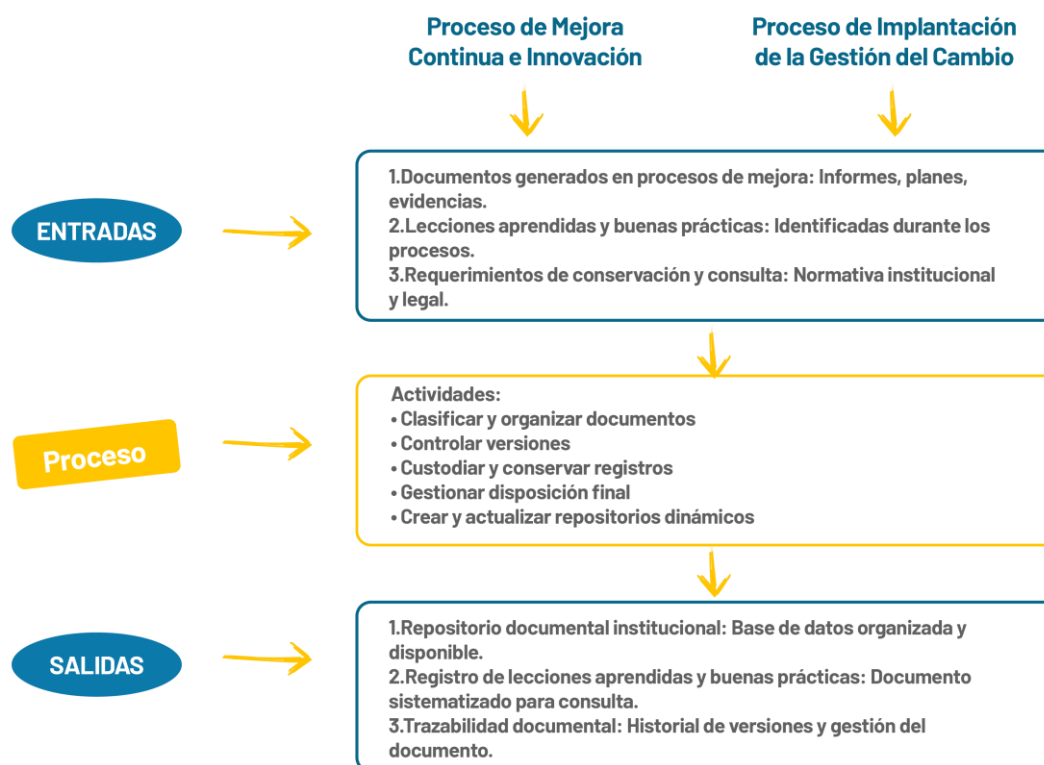 Proceso de Mejora
Continua e Innovación
Proceso de Implantación
de la Gestión del Cambio
ENTRADAS
1.Documentos generados en procesos de mejora: Informes, planes,
evidencias.
2.Lecciones aprendidas y buenas prácticas: Identificadas durante los
procesos.
3.Requerimientos de conservación y consulta: Normativa institucional
y legal.
Proceso
Actividades:
• Clasificar y organizar documentos
• Controlar versiones
• Custodiar y conservar registros
• Gestionar disposición final
• Crear y actualizar repositorios dinámicos
SALIDAS
1.Repositorio documental institucional: Base de datos organizada y
disponible.
2.Registro de lecciones aprendidas y buenas prácticas: Documento
sistematizado para consulta.
3.Trazabilidad documental: Historial de versiones y gestión del
documento.